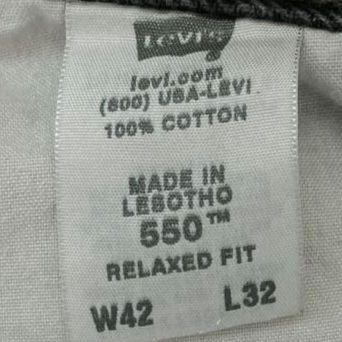 Levi's
®
levi.com
(800) USA-LEVI
100% COTTON
MADE IN
LESOTHO
550™
RELAXED FIT
W42 L32